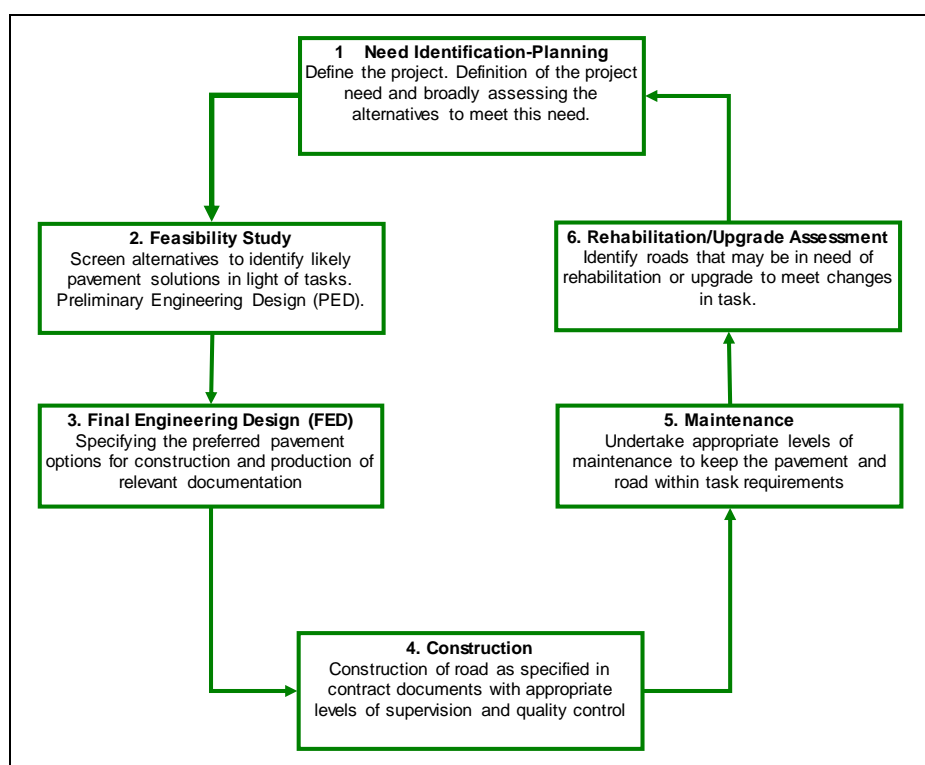 1 Need Identification-Planning
Define the project. Definition of the project
need and broadly assessing the
alternatives to meet this need.
2. Feasibility Study
Screen alternatives to identify likely
pavement solutions in light of tasks.
Preliminary Engineering Design (PED).
3. Final Engineering Design (FED)
Specifying the preferred pavement
options for construction and production of
relevant documentation
4. Construction
Construction of road as specified in
contract documents with appropriate
levels of supervision and quality control
5. Maintenance
Undertake appropriate levels of
maintenance to keep the pavement and
road within task requirements
6. Rehabilitation/Upgrade Assessment
Identify roads that may be in need of
rehabilitation or upgrade to meet changes
in task.